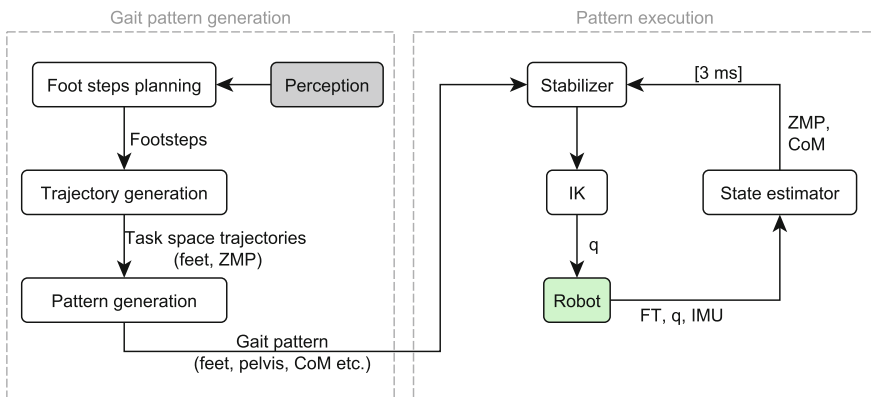 Gait pattern generation
Pattern execution
Foot steps planning
Perception
Footsteps
Trajectory generation
Task space trajectories
(feet, ZMP)
Pattern generation
Gait pattern
(feet, pelvis, CoM etc.)
Stabilizer
[3 ms]
ZMP,
CoM
IK
State estimator
q
Robot
FT, q, IMU